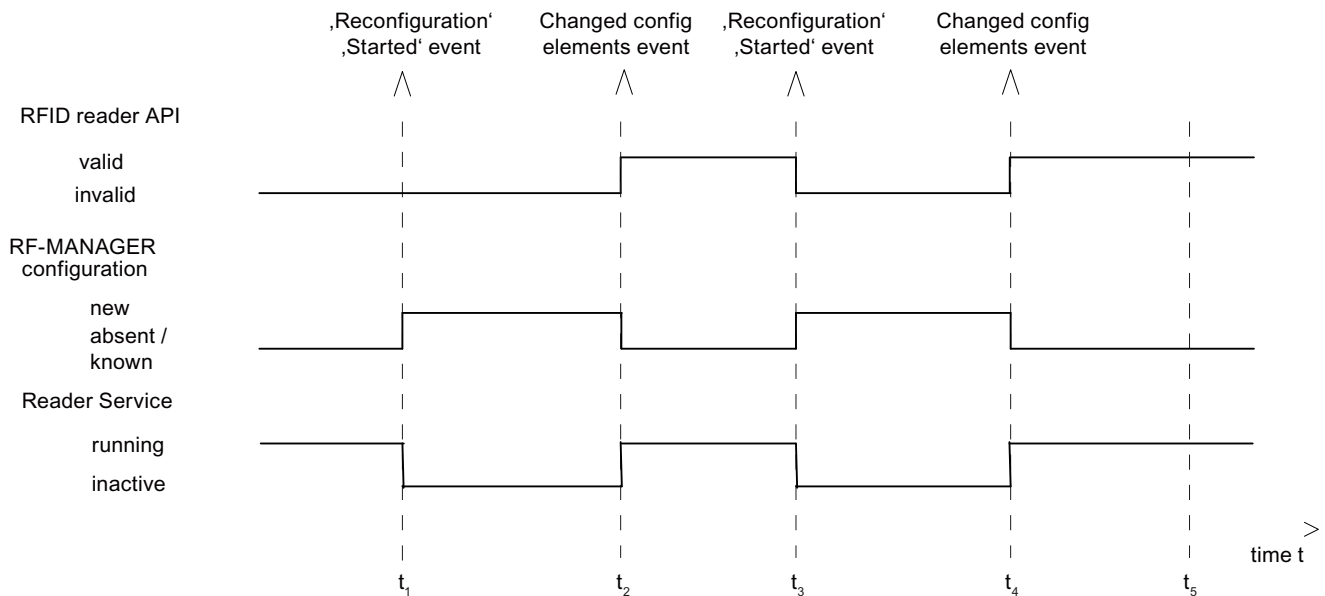 ‚Reconfiguration‘ Changed config ‚Reconfiguration‘ Changed config
‚Started‘ event elements event ‚Started‘ event elements event
RFID reader API
valid
invalid
RF-MANAGER
configuration
new
absent /
known
Reader Service
running
inactive
>
time t
t₁ t₂ t₃ t₄ t₅